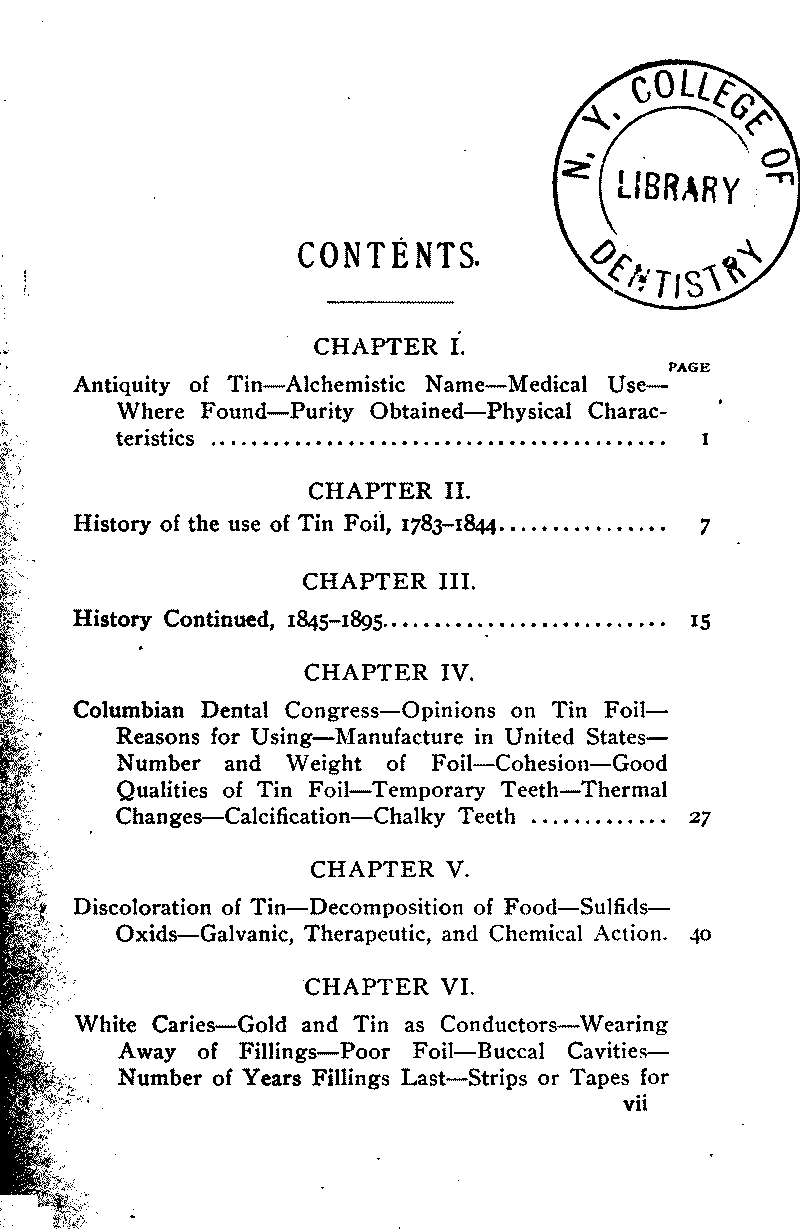 N. Y. COLLEGE OF
LIBRARY
DENTISTRY
CONTENTS.
CHAPTER I.
PAGE
Antiquity of Tin—Alchemistic Name—Medical Use—
Where Found—Purity Obtained—Physical Charac-
teristics ........................................... 1
CHAPTER II.
History of the use of Tin Foil, 1783–1844................ 7
CHAPTER III.
History Continued, 1845–1895........................... 15
CHAPTER IV.
Columbian Dental Congress—Opinions on Tin Foil—
Reasons for Using—Manufacture in United States—
Number and Weight of Foil—Cohesion—Good
Qualities of Tin Foil—Temporary Teeth—Thermal
Changes—Calcification—Chalky Teeth ............. 27
CHAPTER V.
Discoloration of Tin—Decomposition of Food—Sulfids—
Oxids—Galvanic, Therapeutic, and Chemical Action. 40
CHAPTER VI.
White Caries—Gold and Tin as Conductors—Wearing
Away of Fillings—Poor Foil—Buccal Cavities—
Number of Years Fillings Last—Strips or Tapes for
vii